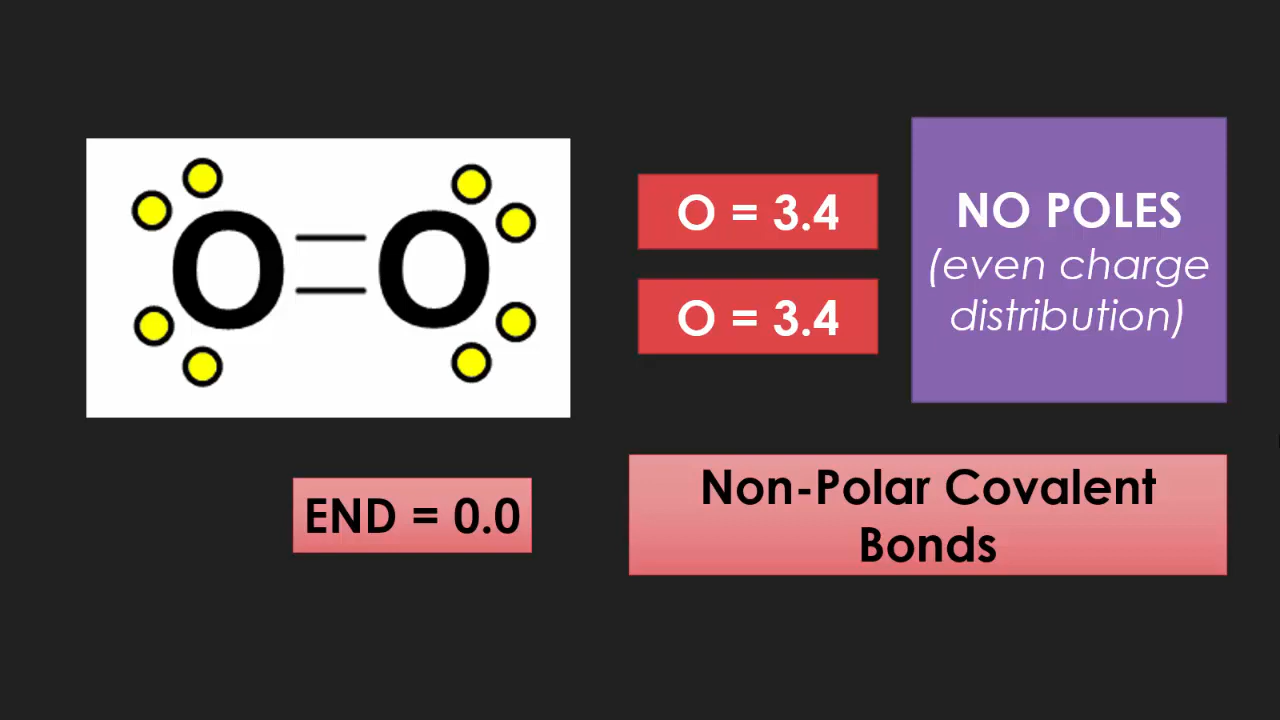 O=O
O = 3.4
O = 3.4
NO POLES
(even charge
distribution)
END = 0.0
Non-Polar Covalent
Bonds